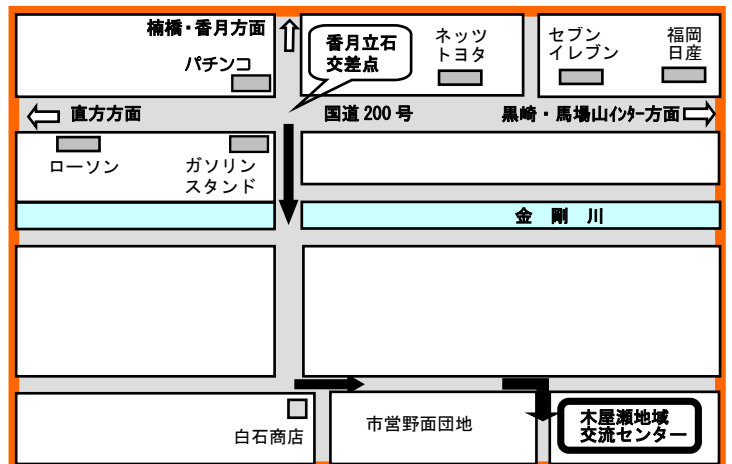 楠橋・香月方面
パチンコ
香月立石
交差点
ネッツ
トヨタ
セブン
イレブン
福岡
日産
直方方面
国道200号
黒崎・馬場山インター方面
ローソン
ガソリン
スタンド
金剛川
白石商店
市営野面団地
木屋瀬地域
交流センター